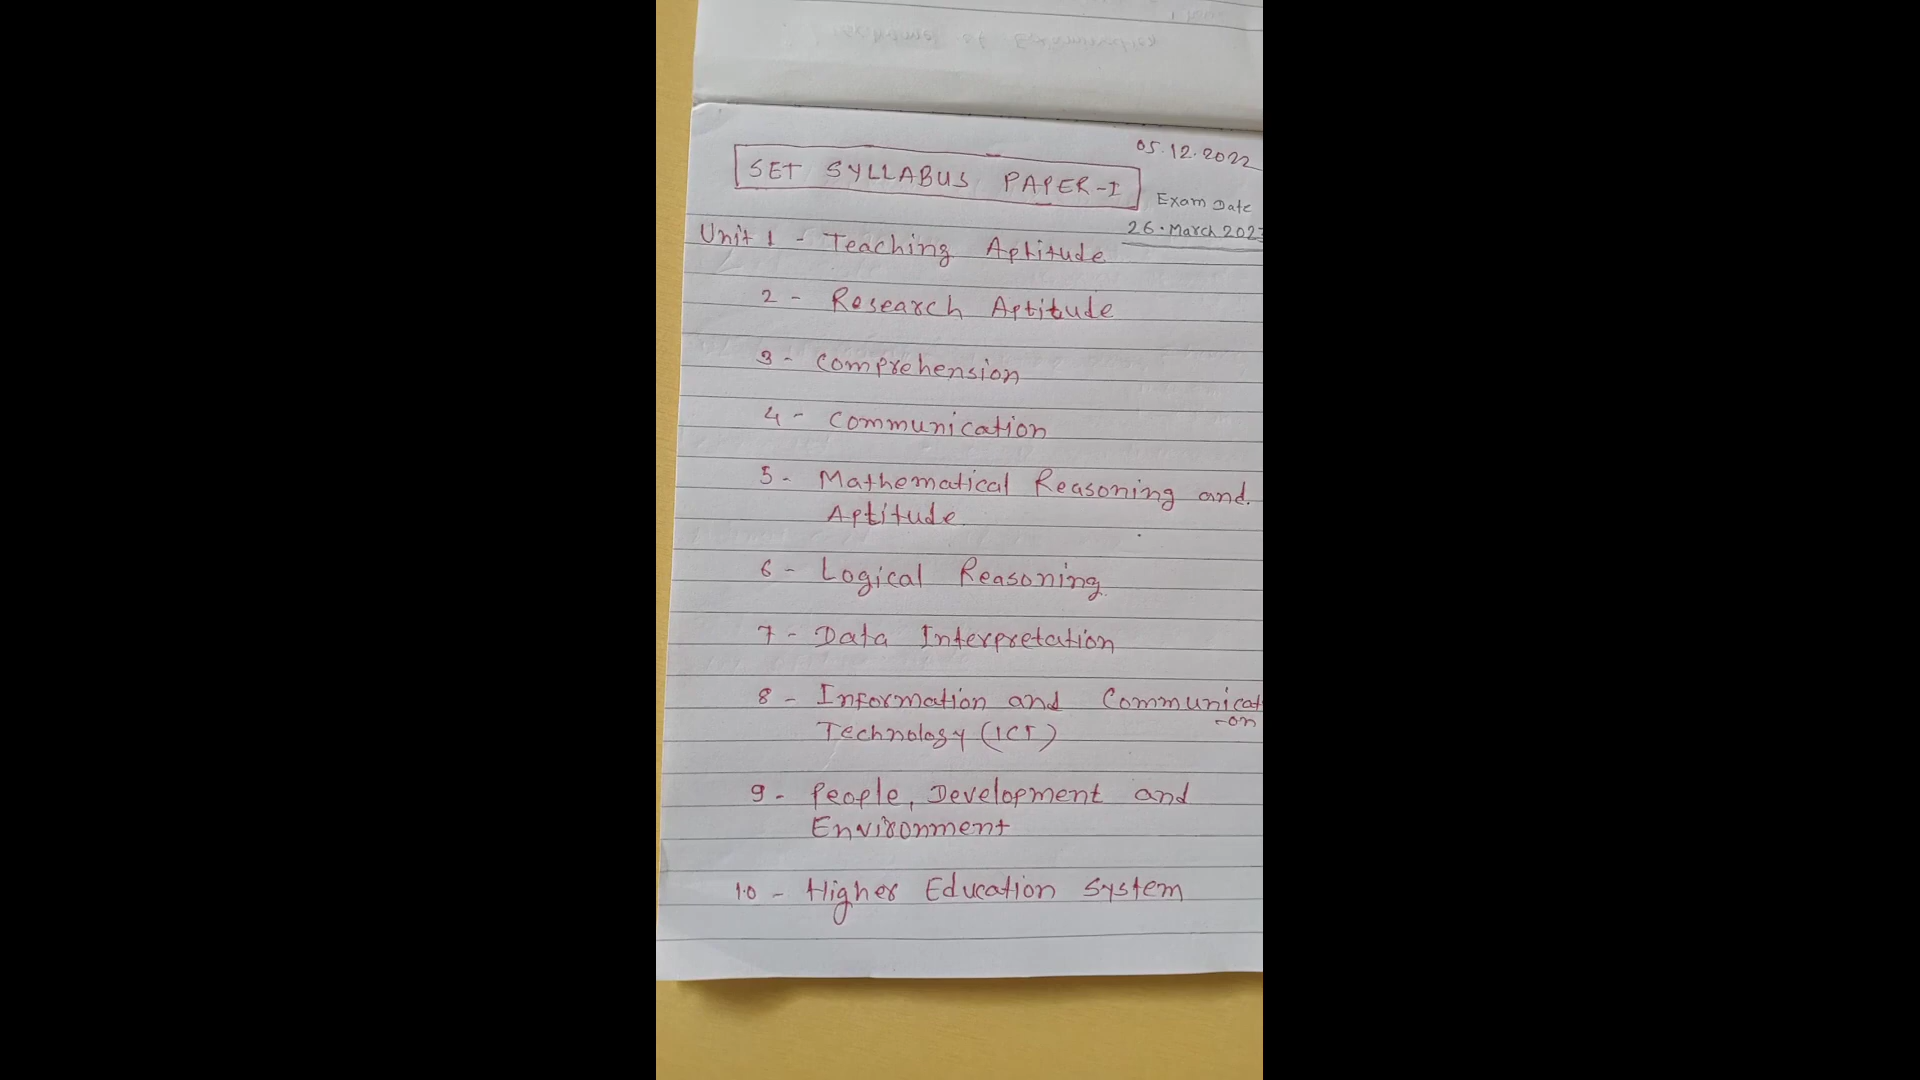 05.12.2022
SET SYLLABUS PAPER-I
Exam Date
26 · March 2023
Unit 1 - Teaching Aptitude
2 - Research Aptitude
3 - Comprehension
4 - Communication
5 - Mathematical Reasoning and
Aptitude
6 - Logical Reasoning
7 - Data Interpretation
8 - Information and Communicat
-on
Technology (ICT)
9 - People, Development and
Environment
10 - Higher Education System